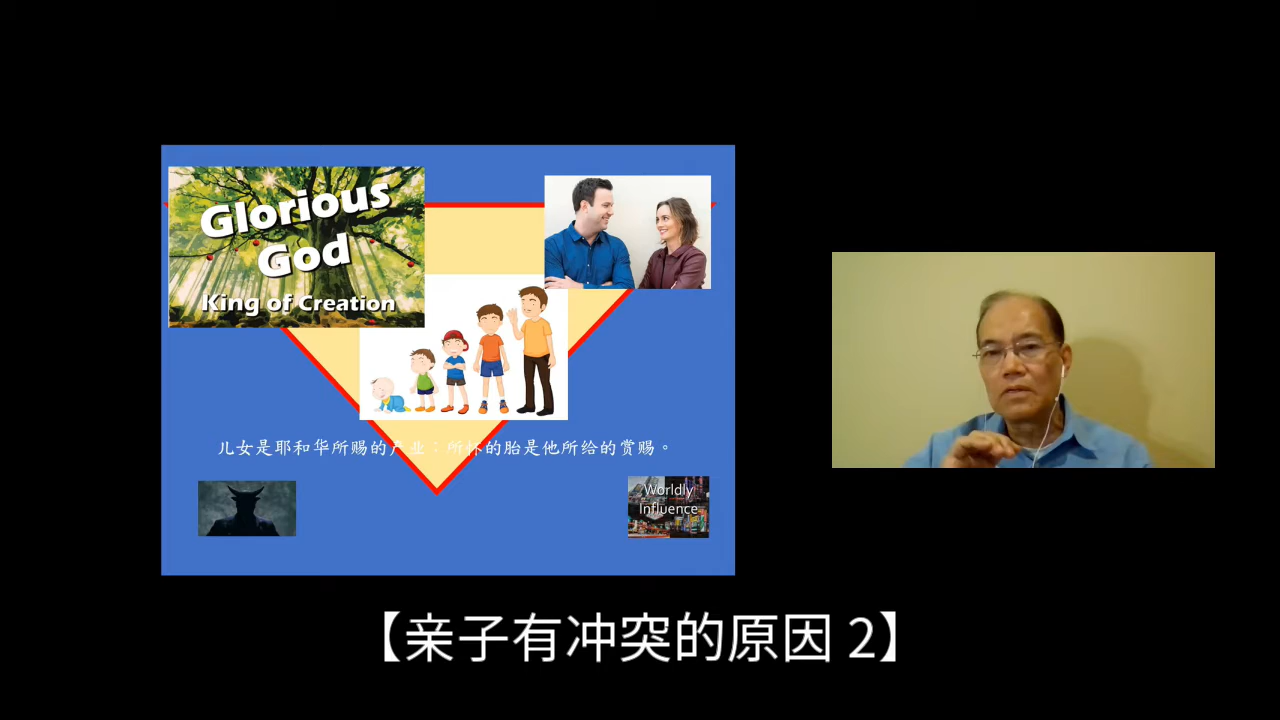 Glorious
God
King of Creation
儿女是耶和华所赐的产业：所怀的胎是他所给的赏赐。
Worldly
Influence
【亲子有冲突的原因 2】